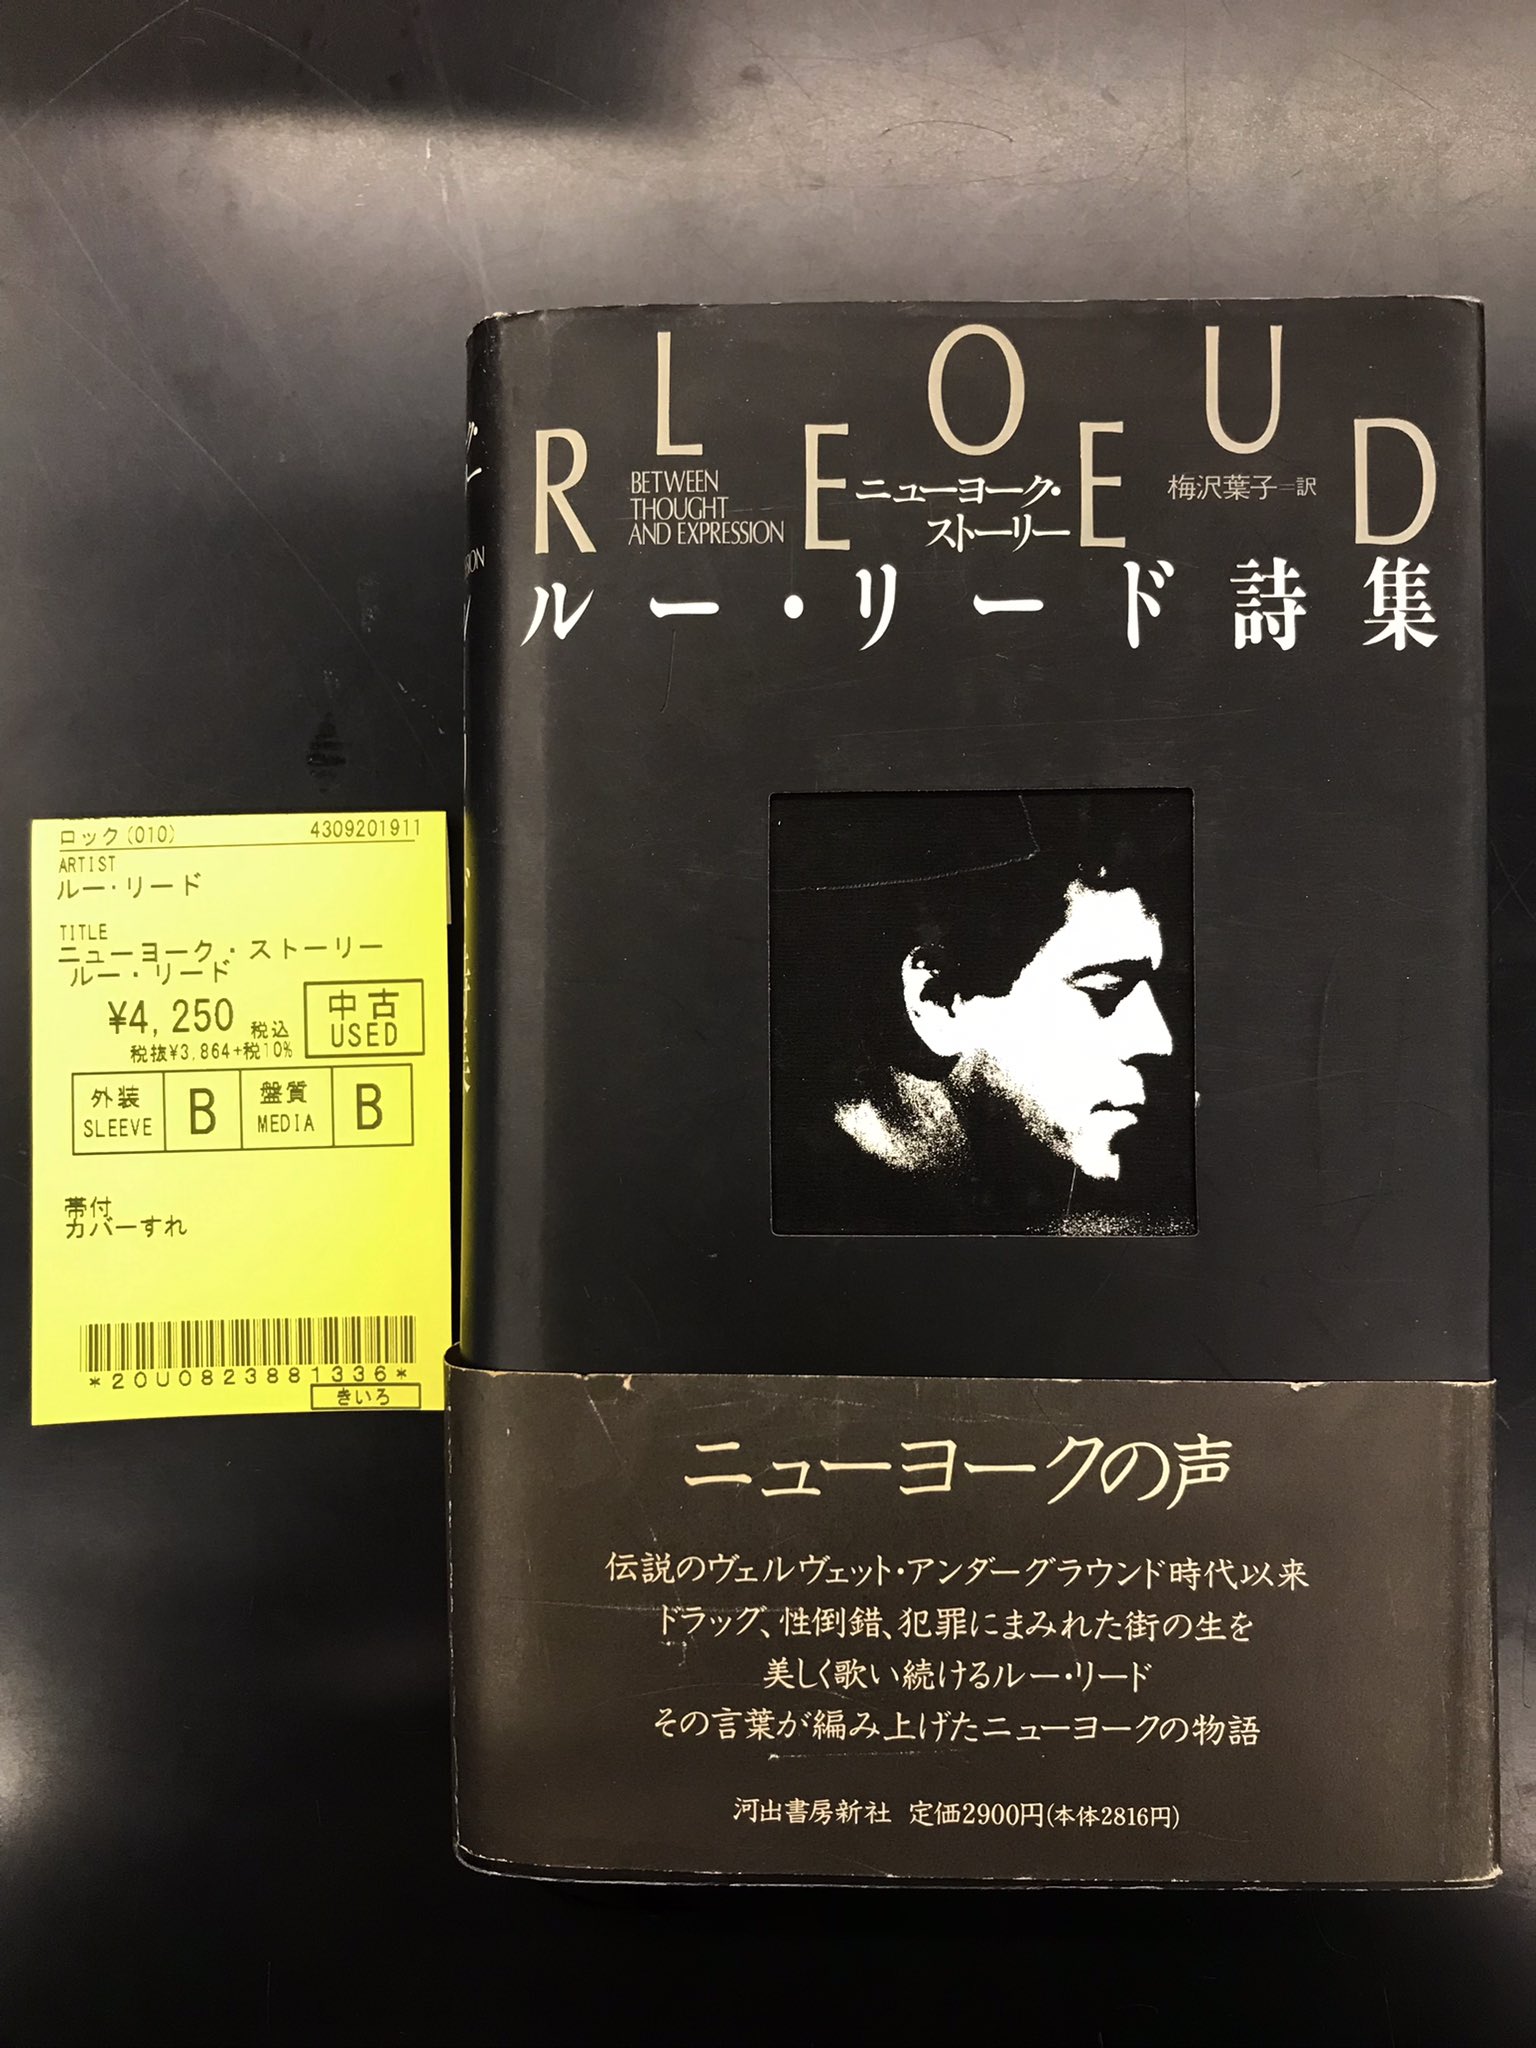 ロック(010) 4309201911
ARTIST
ルー・リード
TITLE
ニューヨーク・ストーリー
ルー・リード
¥4,250 税込
税抜¥3,864+税10%
中古
USED
外装
SLEEVE
B
盤質
MEDIA
B
帯付
カバーすれ
*20U0823881336*
きいろ
LOU
REED
BETWEEN
THOUGHT
AND EXPRESSION
ニューヨーク・
ストーリー
梅沢葉子=訳
ルー・リード詩集
ニューヨークの声
伝説のヴェルヴェット・アンダーグラウンド時代以来
ドラッグ、性倒錯、犯罪にまみれた街の生を
美しく歌い続けるルー・リード
その言葉が編み上げたニューヨークの物語
河出書房新社 定価2900円(本体2816円)